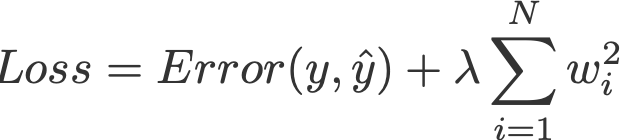 Loss = Error(y, ŷ) + λ ∑_{i=1}^{N} w_i^2